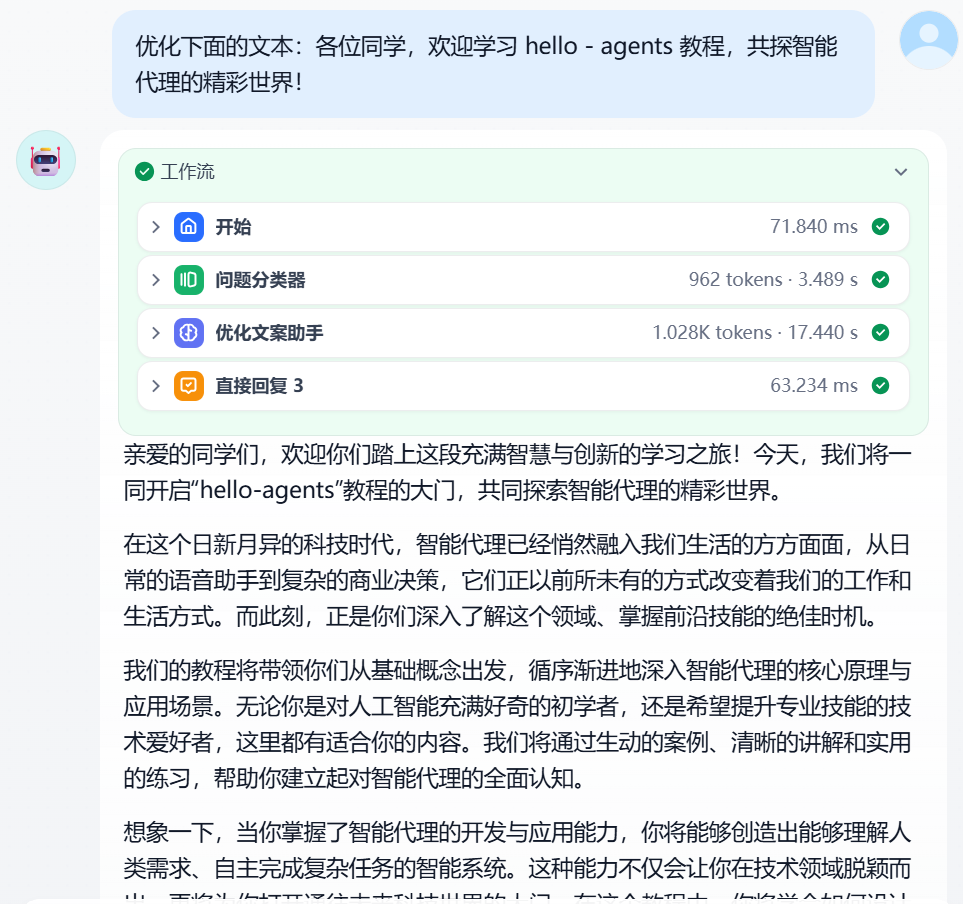 优化下面的文本：各位同学，欢迎学习 hello - agents 教程，共探智能
代理的精彩世界！
工作流
开始 71.840 ms
问题分类器 962 tokens · 3.489 s
优化文案助手 1.028K tokens · 17.440 s
直接回复 3 63.234 ms
亲爱的同学们，欢迎你们踏上这段充满智慧与创新的学习之旅！今天，我们将一
同开启“hello-agents”教程的大门，共同探索智能代理的精彩世界。
在这个日新月异的科技时代，智能代理已经悄然融入我们生活的方方面面，从日
常的语音助手到复杂的商业决策，它们正以前所未有的方式改变着我们的工作和
生活方式。而此刻，正是你们深入了解这个领域、掌握前沿技能的绝佳时机。
我们的教程将带领你们从基础概念出发，循序渐进地深入智能代理的核心原理与
应用场景。无论你是对人工智能充满好奇的初学者，还是希望提升专业技能的技
术爱好者，这里都有适合你的内容。我们将通过生动的案例、清晰的讲解和实用
的练习，帮助你建立起对智能代理的全面认知。
想象一下，当你掌握了智能代理的开发与应用能力，你将能够创造出能够理解人
类需求、自主完成复杂任务的智能系统。这种能力不仅会让你在技术领域脱颖而